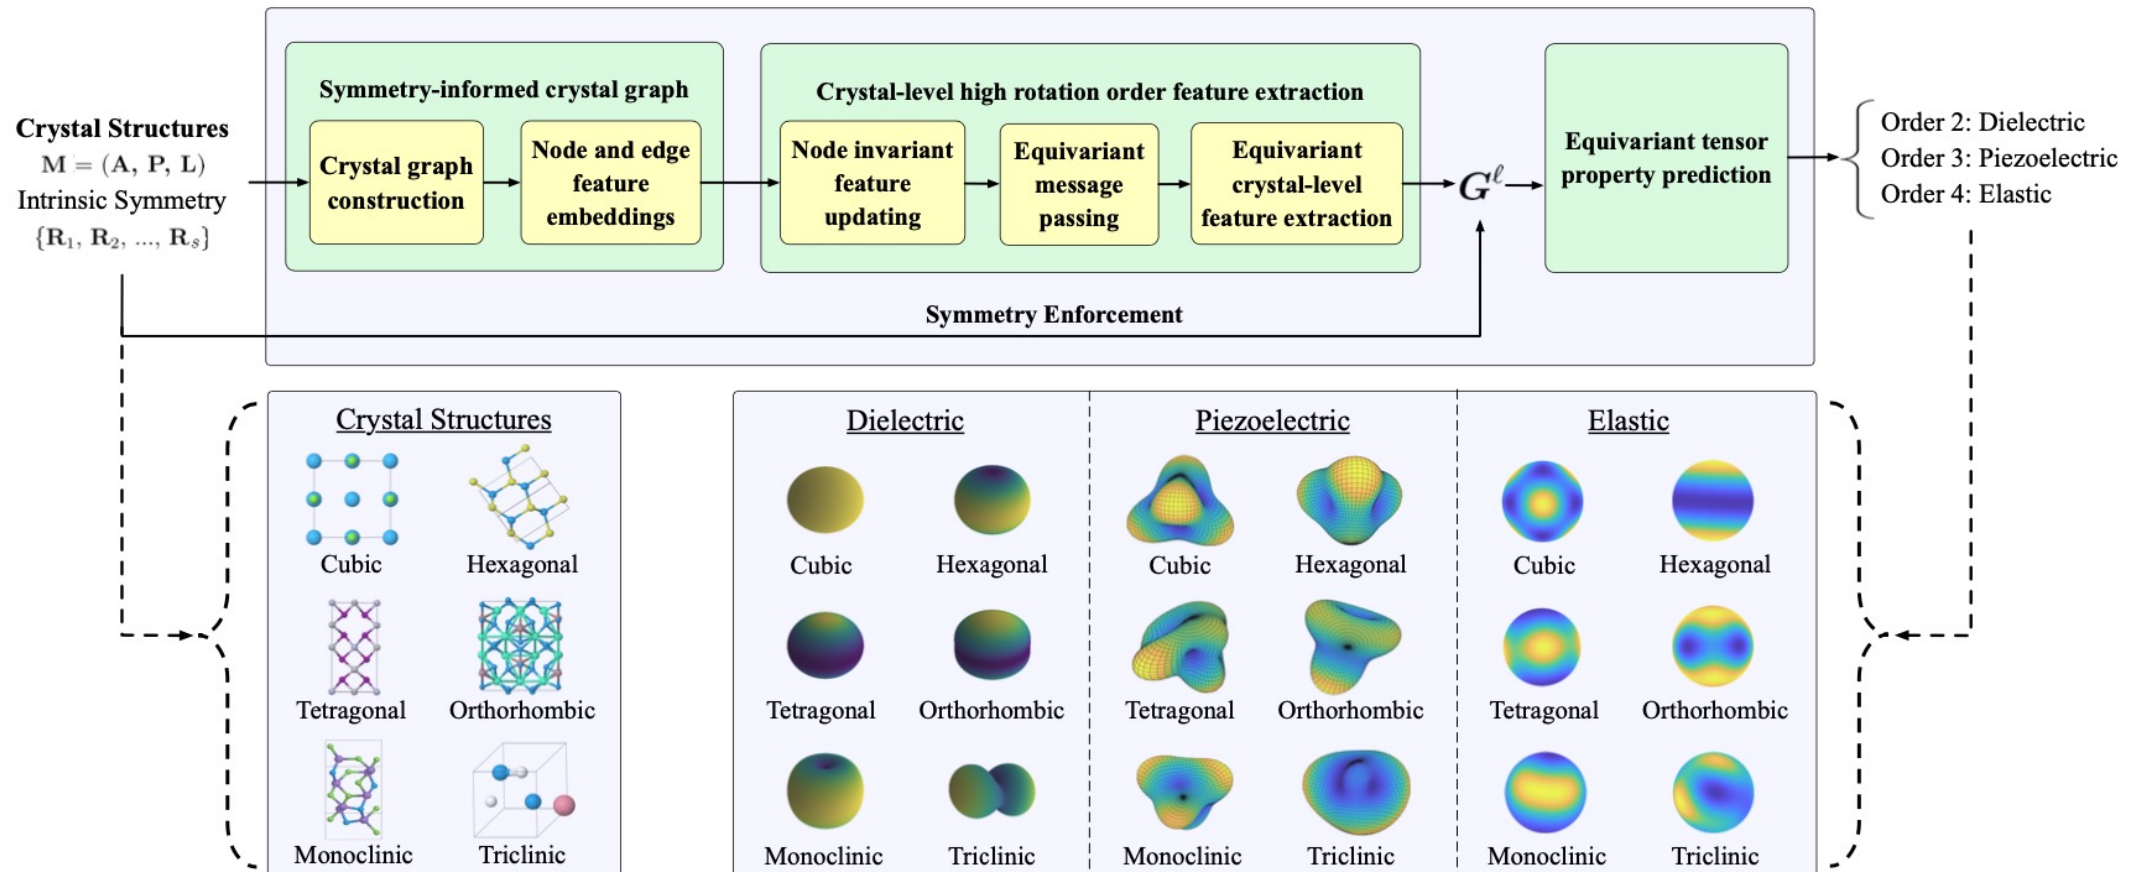 Crystal Structures
M = (A, P, L)
Intrinsic Symmetry
{R₁, R₂, ..., Rₛ}
Symmetry-informed crystal graph
Crystal graph
construction
Node and edge
feature
embeddings
Crystal-level high rotation order feature extraction
Node invariant
feature
updating
Equivariant
message
passing
Equivariant
crystal-level
feature extraction
Gℓ
Equivariant tensor
property prediction
Order 2: Dielectric
Order 3: Piezoelectric
Order 4: Elastic
Symmetry Enforcement
Crystal Structures
Cubic
Hexagonal
Tetragonal
Orthorhombic
Monoclinic
Triclinic
Dielectric
Cubic
Hexagonal
Tetragonal
Orthorhombic
Monoclinic
Triclinic
Piezoelectric
Cubic
Hexagonal
Tetragonal
Orthorhombic
Monoclinic
Triclinic
Elastic
Cubic
Hexagonal
Tetragonal
Orthorhombic
Monoclinic
Triclinic